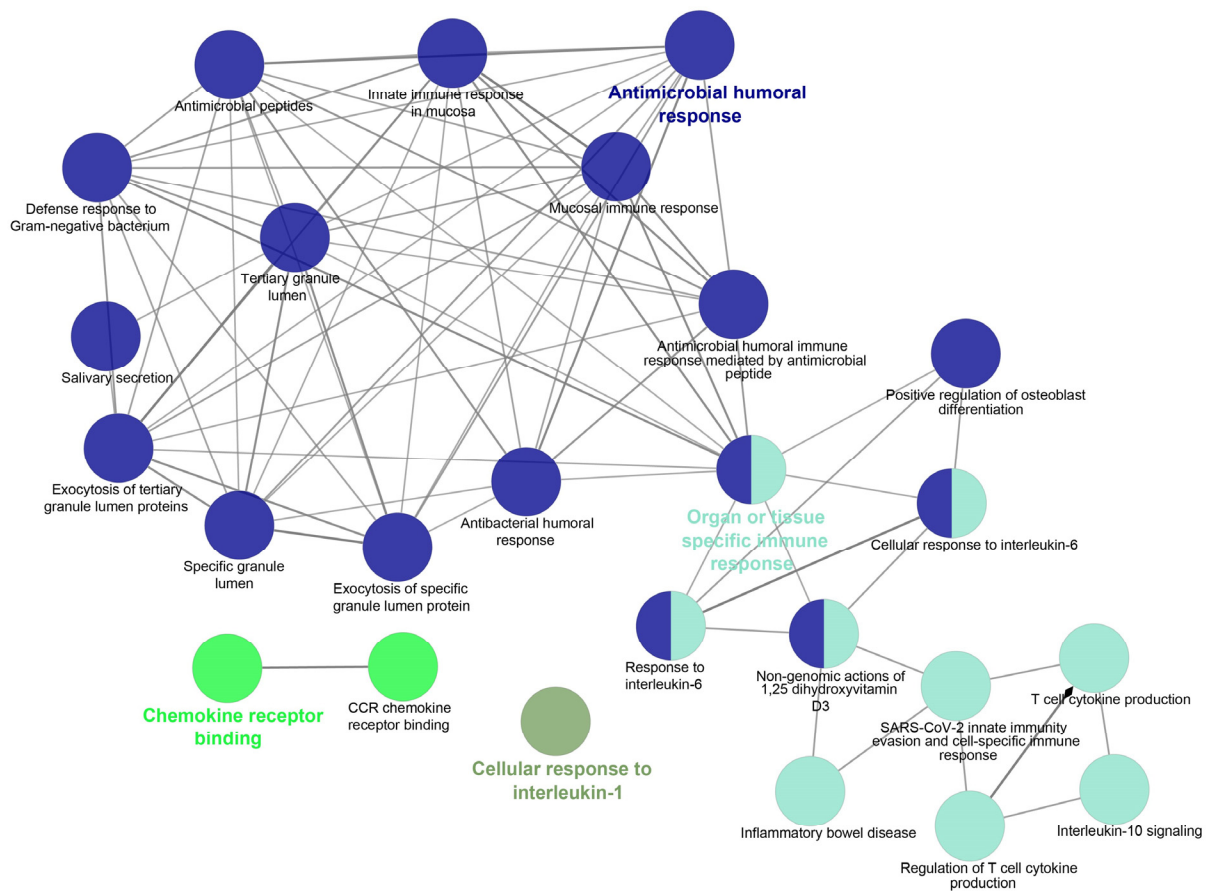 Antimicrobial peptides
Innate immune response
in mucosa
Antimicrobial humoral
response
Defense response to
Gram-negative bacterium
Mucosal immune response
Tertiary granule
lumen
Salivary secretion
Antimicrobial humoral immune
response mediated by antimicrobial
peptide
Positive regulation of osteoblast
differentiation
Exocytosis of tertiary
granule lumen proteins
Specific granule
lumen
Exocytosis of specific
granule lumen protein
Antibacterial humoral
response
Organ or tissue
specific immune
response
Cellular response to interleukin-6
Response to
interleukin-6
Non-genomic actions of
1,25 dihydroxyvitamin
D3
Chemokine receptor
binding
CCR chemokine
receptor binding
Cellular response to
interleukin-1
T cell cytokine production
SARS-CoV-2 innate immunity
evasion and cell-specific immune
response
Inflammatory bowel disease
Regulation of T cell cytokine
production
Interleukin-10 signaling